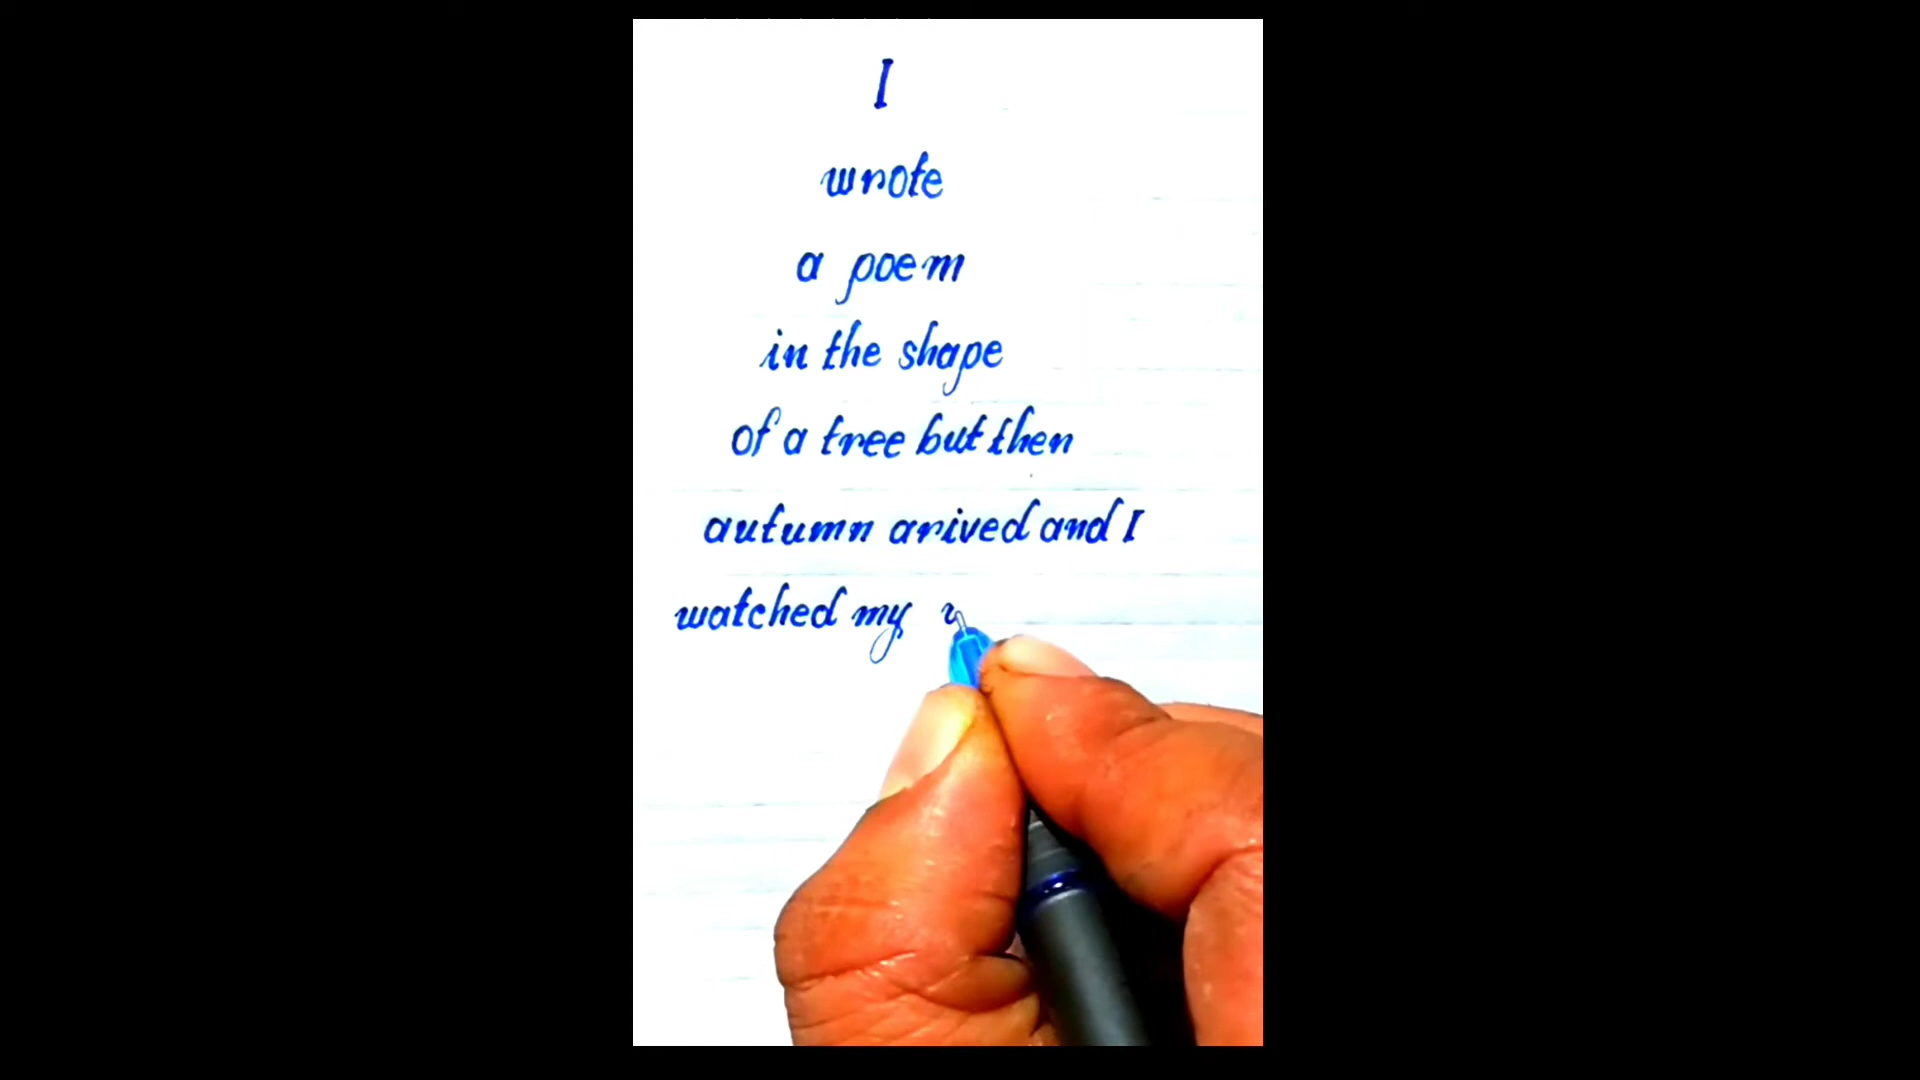 I
wrote
a poem
in the shape
of a tree but then
autumn arived and I
watched my